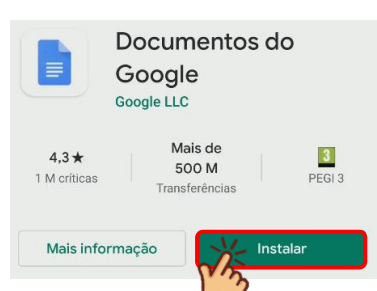 Documentos do
Google
Google LLC
4,3★
1 M críticas
Mais de
500 M
Transferências
3
PEGI 3
Mais informação
Instalar